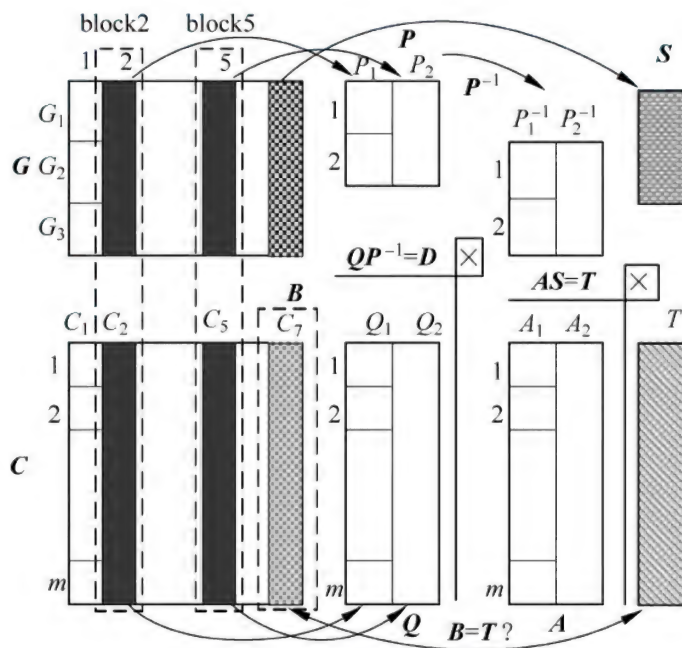 block2 block5
1 2 5
P
P₁ P₂
S
P⁻¹
P₁⁻¹ P₂⁻¹
G₁
G G₂
G₃
1
2
1
2
QP⁻¹=D ×
AS=T ×
B
C₁ C₂ C₅ C₇ Q₁ Q₂ A₁ A₂ T
1 1 1
2 2 2
C
m m m
Q B=T? A